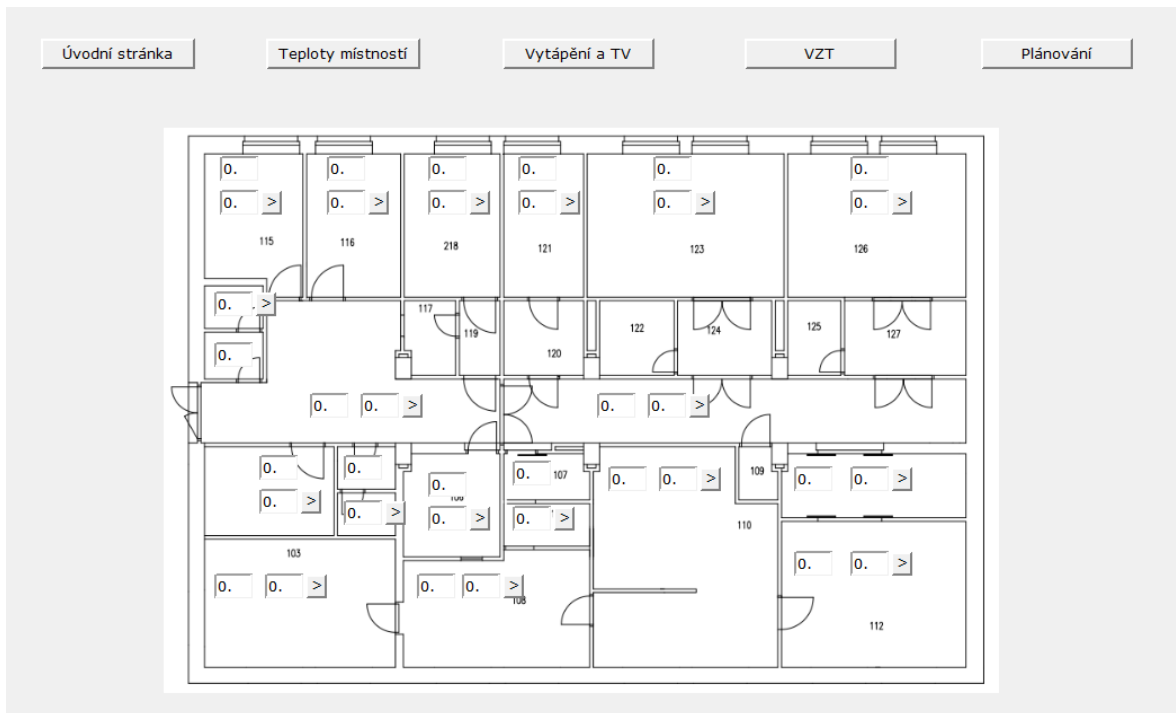 Úvodní stránka Teploty místností Vytápění a TV VZT Plánování
0. 0. 0. 0. 0. 0.
0. > 0. > 0. > 0. > 0. > 0. >
115 116 218 121 123 126
0. >
117 119 120 122 124 125 127
0.
0. 0. > 0. 0. >
0. 0. 0. 0. 107 0. 0. > 109 0. 0. >
0. > 0. > 0. > 0. > 110
103
0. 0. > 0. 0. > 0. 0. >
112